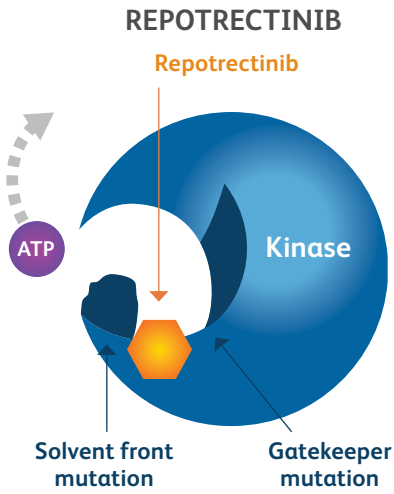 REPOTRECTINIB
Repotrectinib
ATP
Kinase
Solvent front
mutation
Gatekeeper
mutation